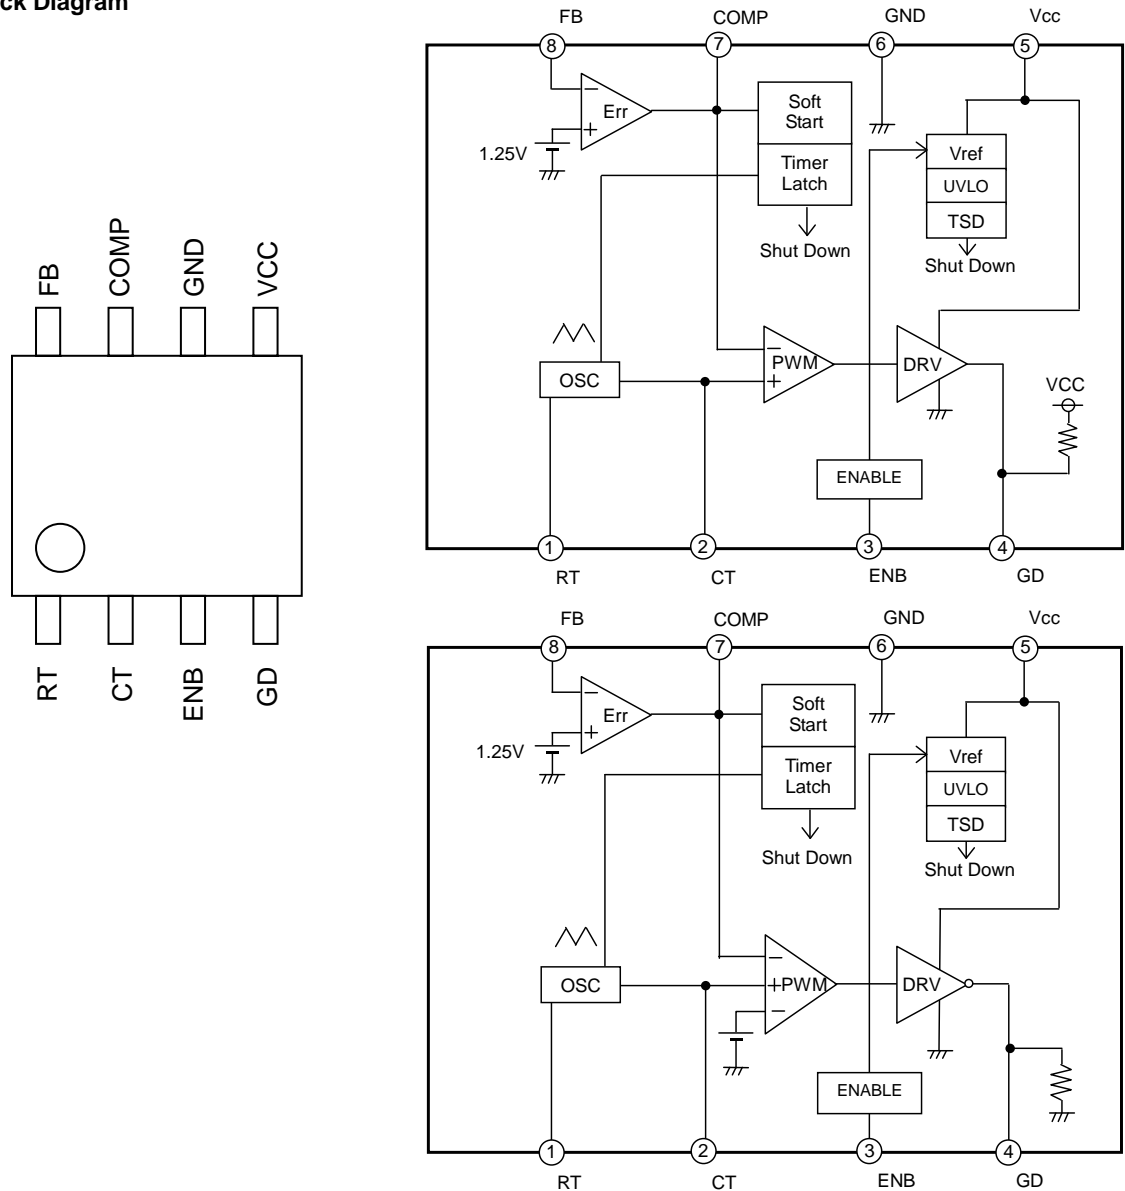 ck Diagram
FB
COMP
GND
VCC
RT
CT
ENB
GD
FB
COMP
GND
Vcc
8
7
6
5
−
Err
+
1.25V
Soft
Start
Timer
Latch
Shut Down
Vref
UVLO
TSD
Shut Down
OSC
−
PWM
+
DRV
VCC
ENABLE
1
2
3
4
RT
CT
ENB
GD
FB
COMP
GND
Vcc
8
7
6
5
−
Err
+
1.25V
Soft
Start
Timer
Latch
Shut Down
Vref
UVLO
TSD
Shut Down
OSC
−
+PWM
−
DRV
ENABLE
1
2
3
4
RT
CT
ENB
GD